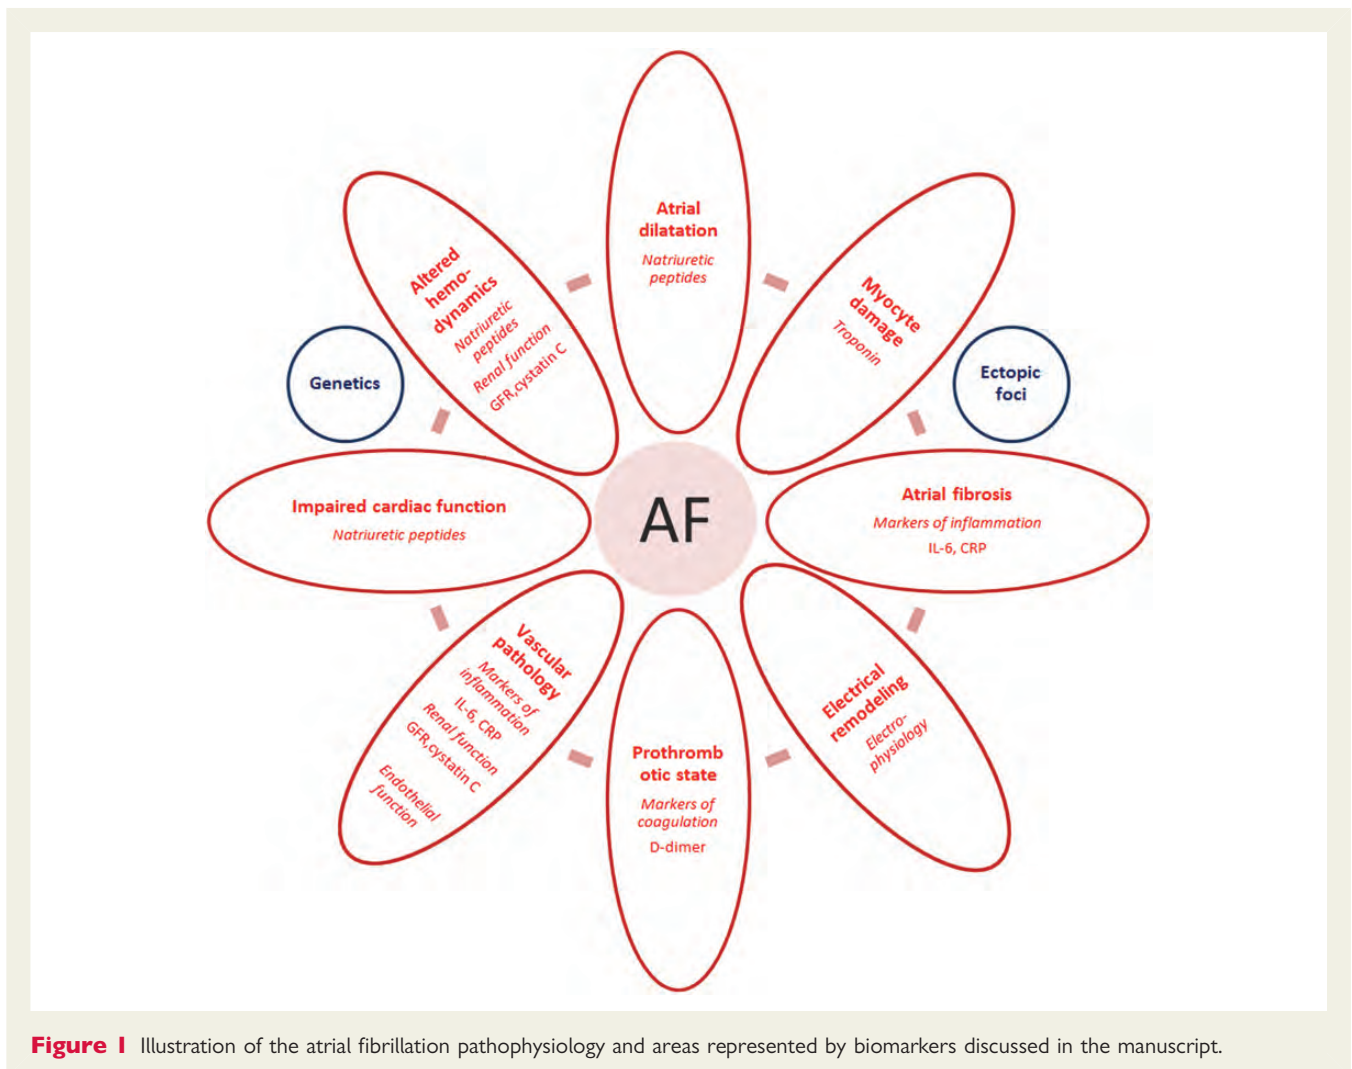 Atrial
dilatation
Natriuretic
peptides
Myocyte
damage
Troponin
Ectopic
foci
Atrial fibrosis
Markers of inflammation
IL-6, CRP
Electrical
remodeling
Electro-
physiology
Prothromb
otic state
Markers of
coagulation
D-dimer
Vascular
pathology
Markers of
inflammation
IL-6, CRP
Renal function
GFR,cystatin C
Endothelial
function
Impaired cardiac function
Natriuretic peptides
Genetics
Altered
hemo-
dynamics
Natriuretic
peptides
Renal function
GFR,cystatin C
AF
Figure 1 Illustration of the atrial fibrillation pathophysiology and areas represented by biomarkers discussed in the manuscript.